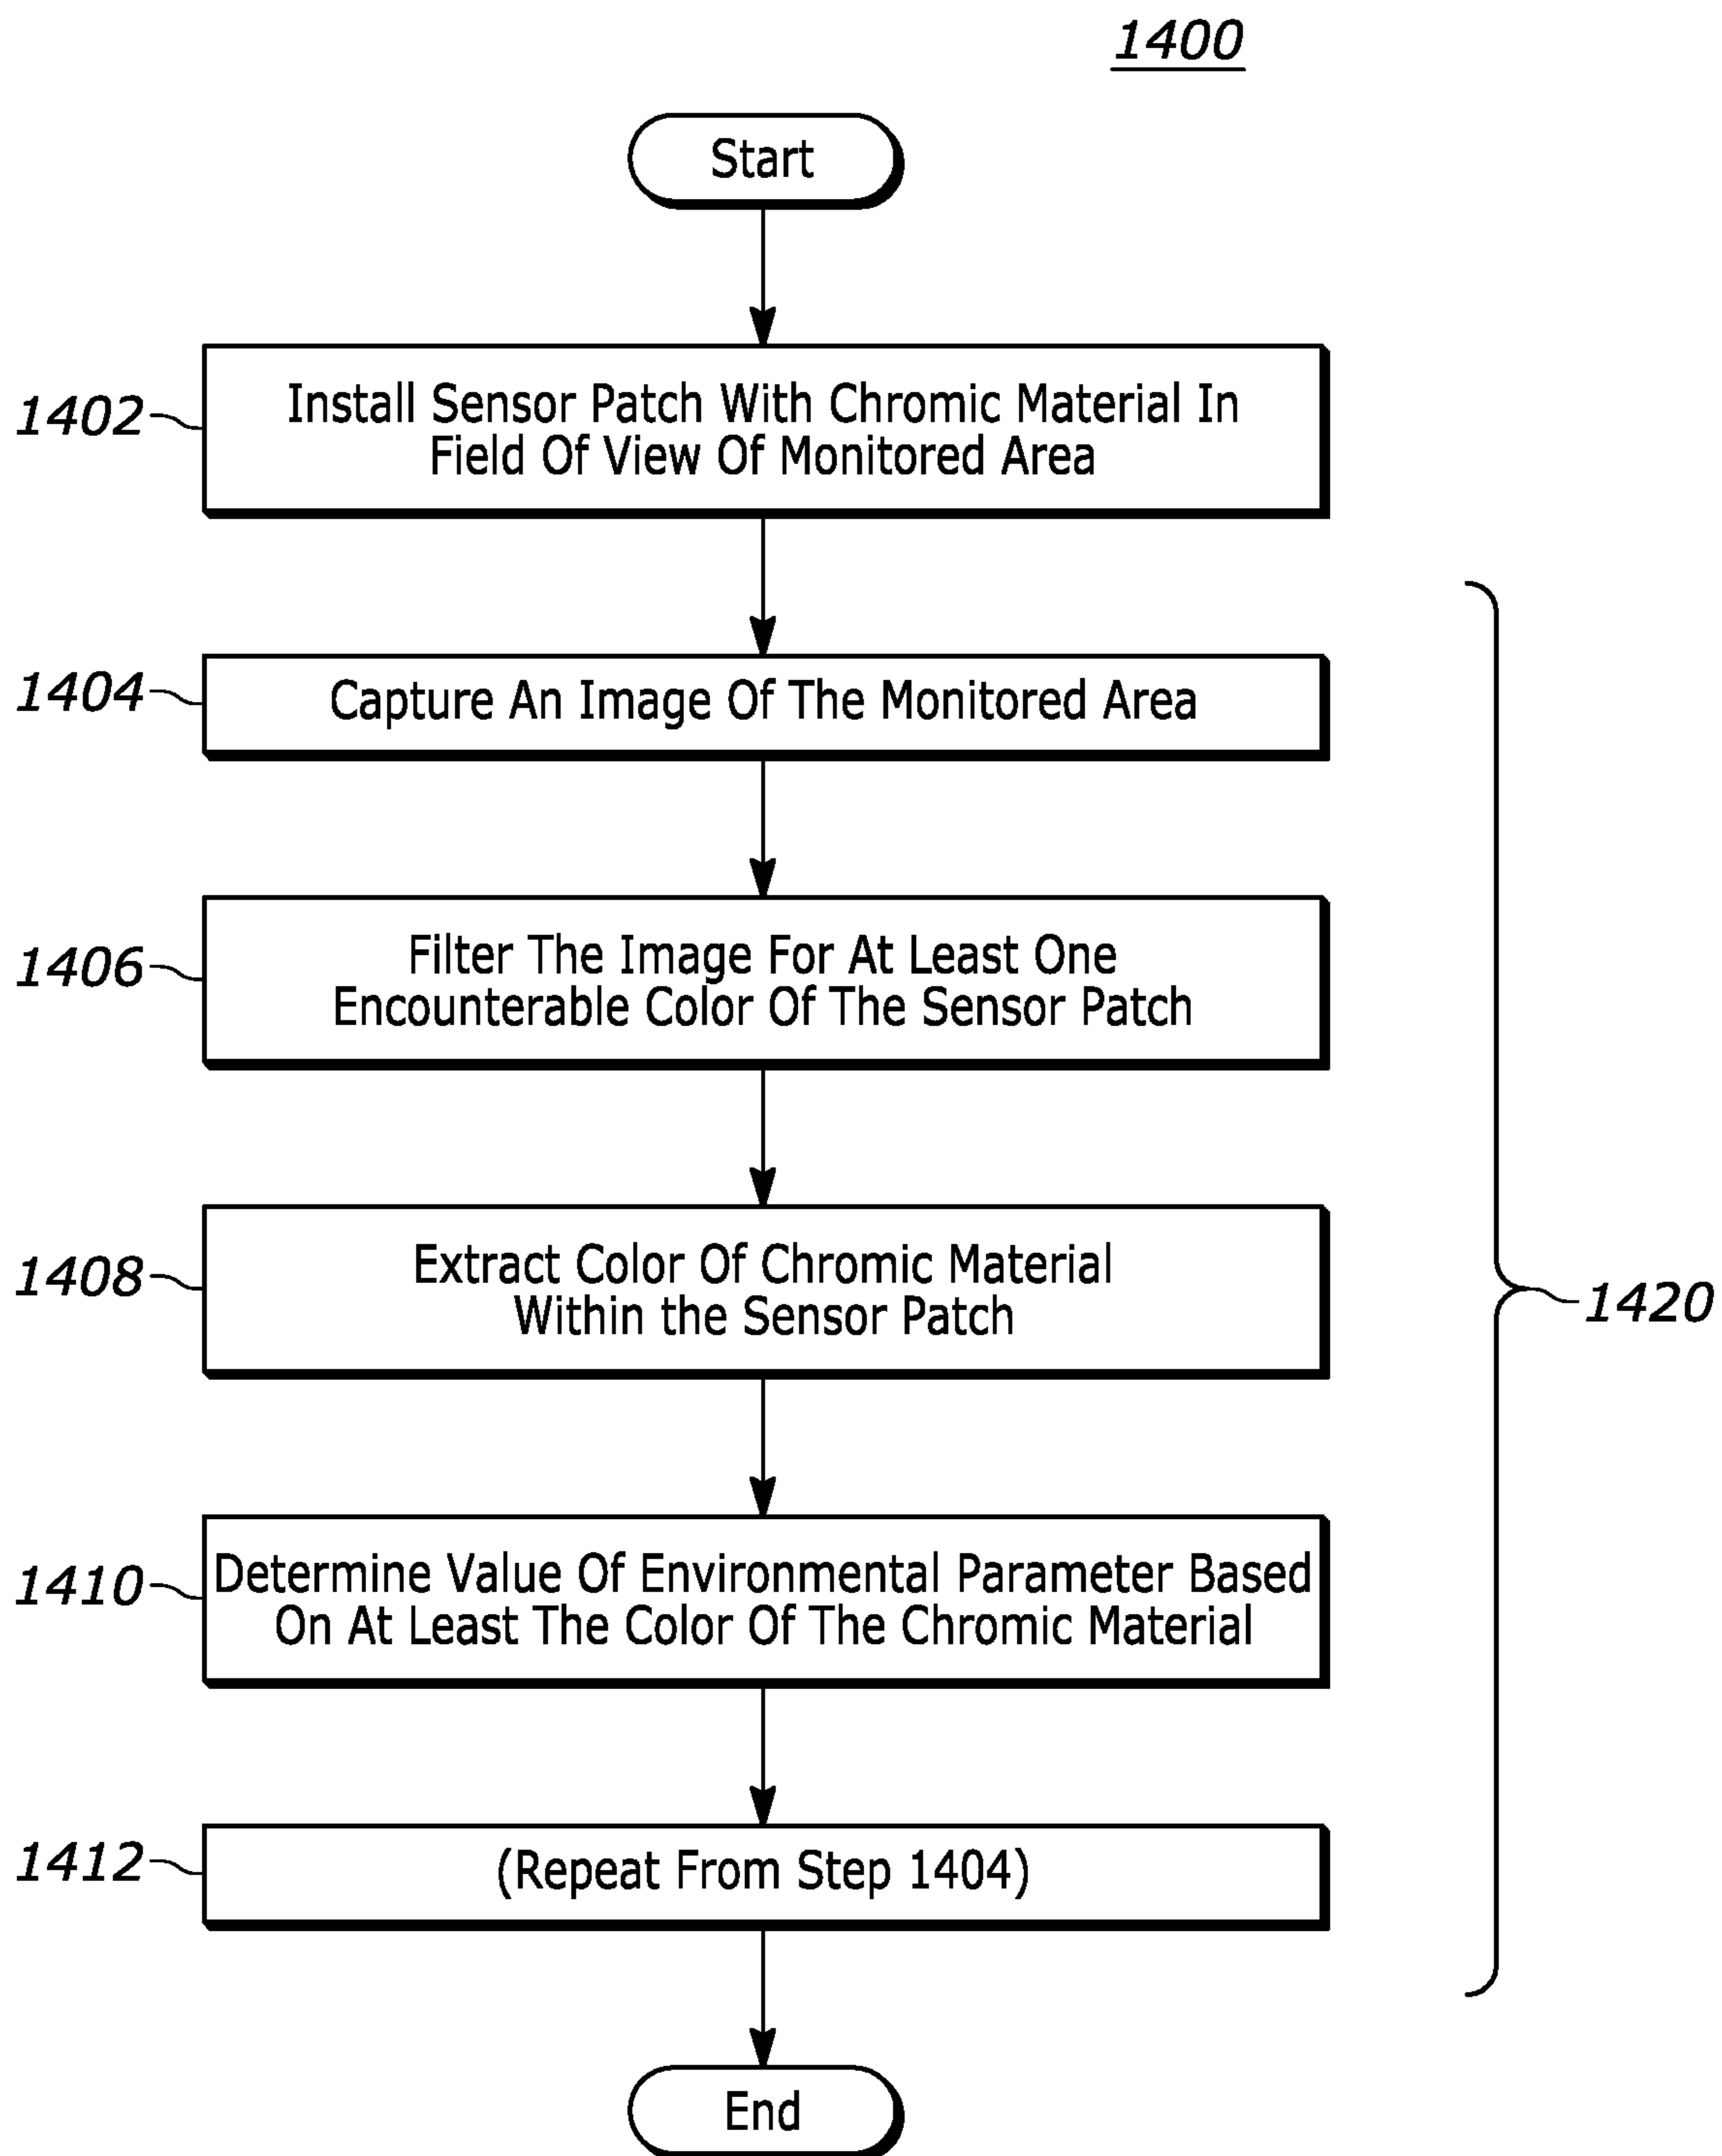 1400
Start
1402
Install Sensor Patch With Chromic Material In
Field Of View Of Monitored Area
1404
Capture An Image Of The Monitored Area
1406
Filter The Image For At Least One
Encounterable Color Of The Sensor Patch
1408
Extract Color Of Chromic Material
Within the Sensor Patch
1420
1410
Determine Value Of Environmental Parameter Based
On At Least The Color Of The Chromic Material
1412
(Repeat From Step 1404)
End